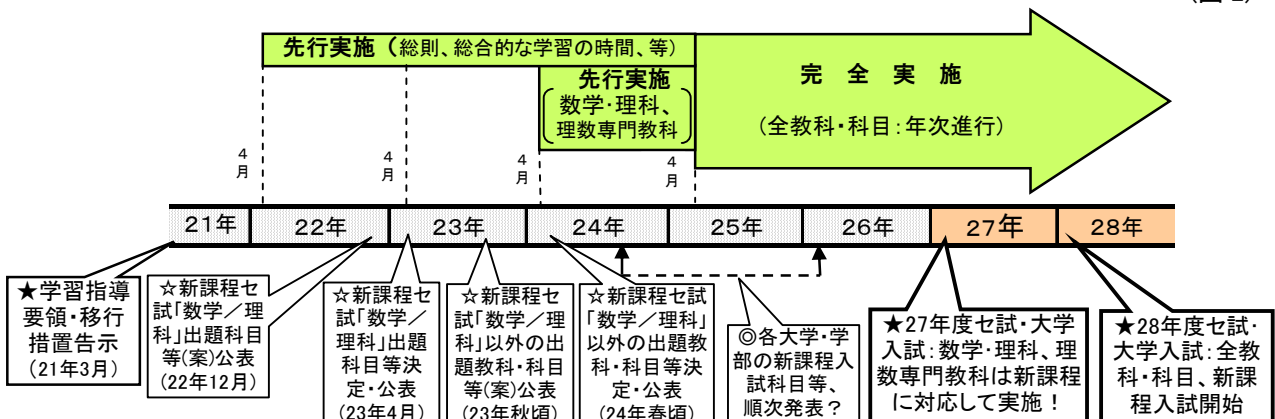 先行実施（総則、総合的な学習の時間、等）
先行実施
数学･理科、
理数専門教科
完 全 実 施
(全教科・科目：年次進行)
4月
4月
4月
4月
21年
22年
23年
24年
25年
26年
27年
28年
★学習指導
要領・移行
措置告示
(21年3月)
☆新課程セ
試「数学／理
科」出題科目
等(案)公表
(22年12月)
☆新課程セ
試「数学／
理科」出題
科目等決
定・公表
(23年4月)
☆新課程セ
試「数学／理
科」以外の出
題教科・科目
等(案)公表
(23年秋頃)
☆新課程セ試
「数学／理科」
以外の出題教
科・科目等決
定・公表
(24年春頃)
◎各大学・学
部の新課程入
試科目等、
順次発表？
★27年度セ試・大学
入試：数学･理科、理
数専門教科は新課程
に対応して実施！
★28年度セ試・
大学入試：全教
科・科目、新課
程入試開始